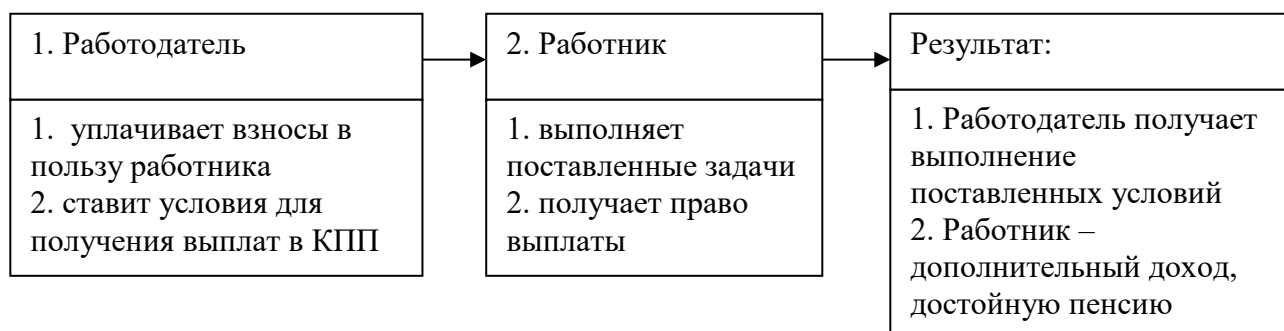 1. Работодатель
1. уплачивает взносы в
пользу работника
2. ставит условия для
получения выплат в КПП
2. Работник
1. выполняет
поставленные задачи
2. получает право
выплаты
Результат:
1. Работодатель получает
выполнение
поставленных условий
2. Работник –
дополнительный доход,
достойную пенсию